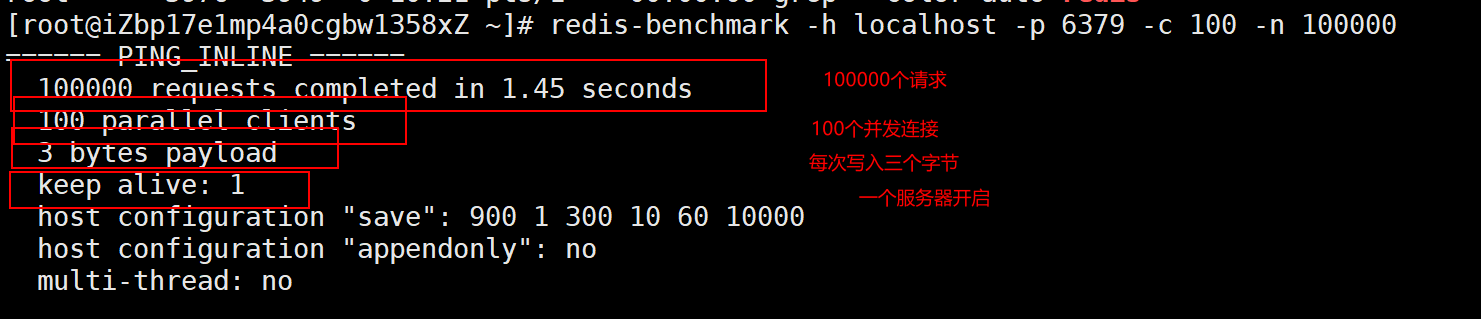 [root@iZbp17e1mp4a0cgbw1358xZ ~]# redis-benchmark -h localhost -p 6379 -c 100 -n 100000
====== PING_INLINE ======
100000 requests completed in 1.45 seconds 100000个请求
100 parallel clients 100个并发连接
3 bytes payload 每次写入三个字节
keep alive: 1 一个服务器开启
host configuration "save": 900 1 300 10 60 10000
host configuration "appendonly": no
multi-thread: no